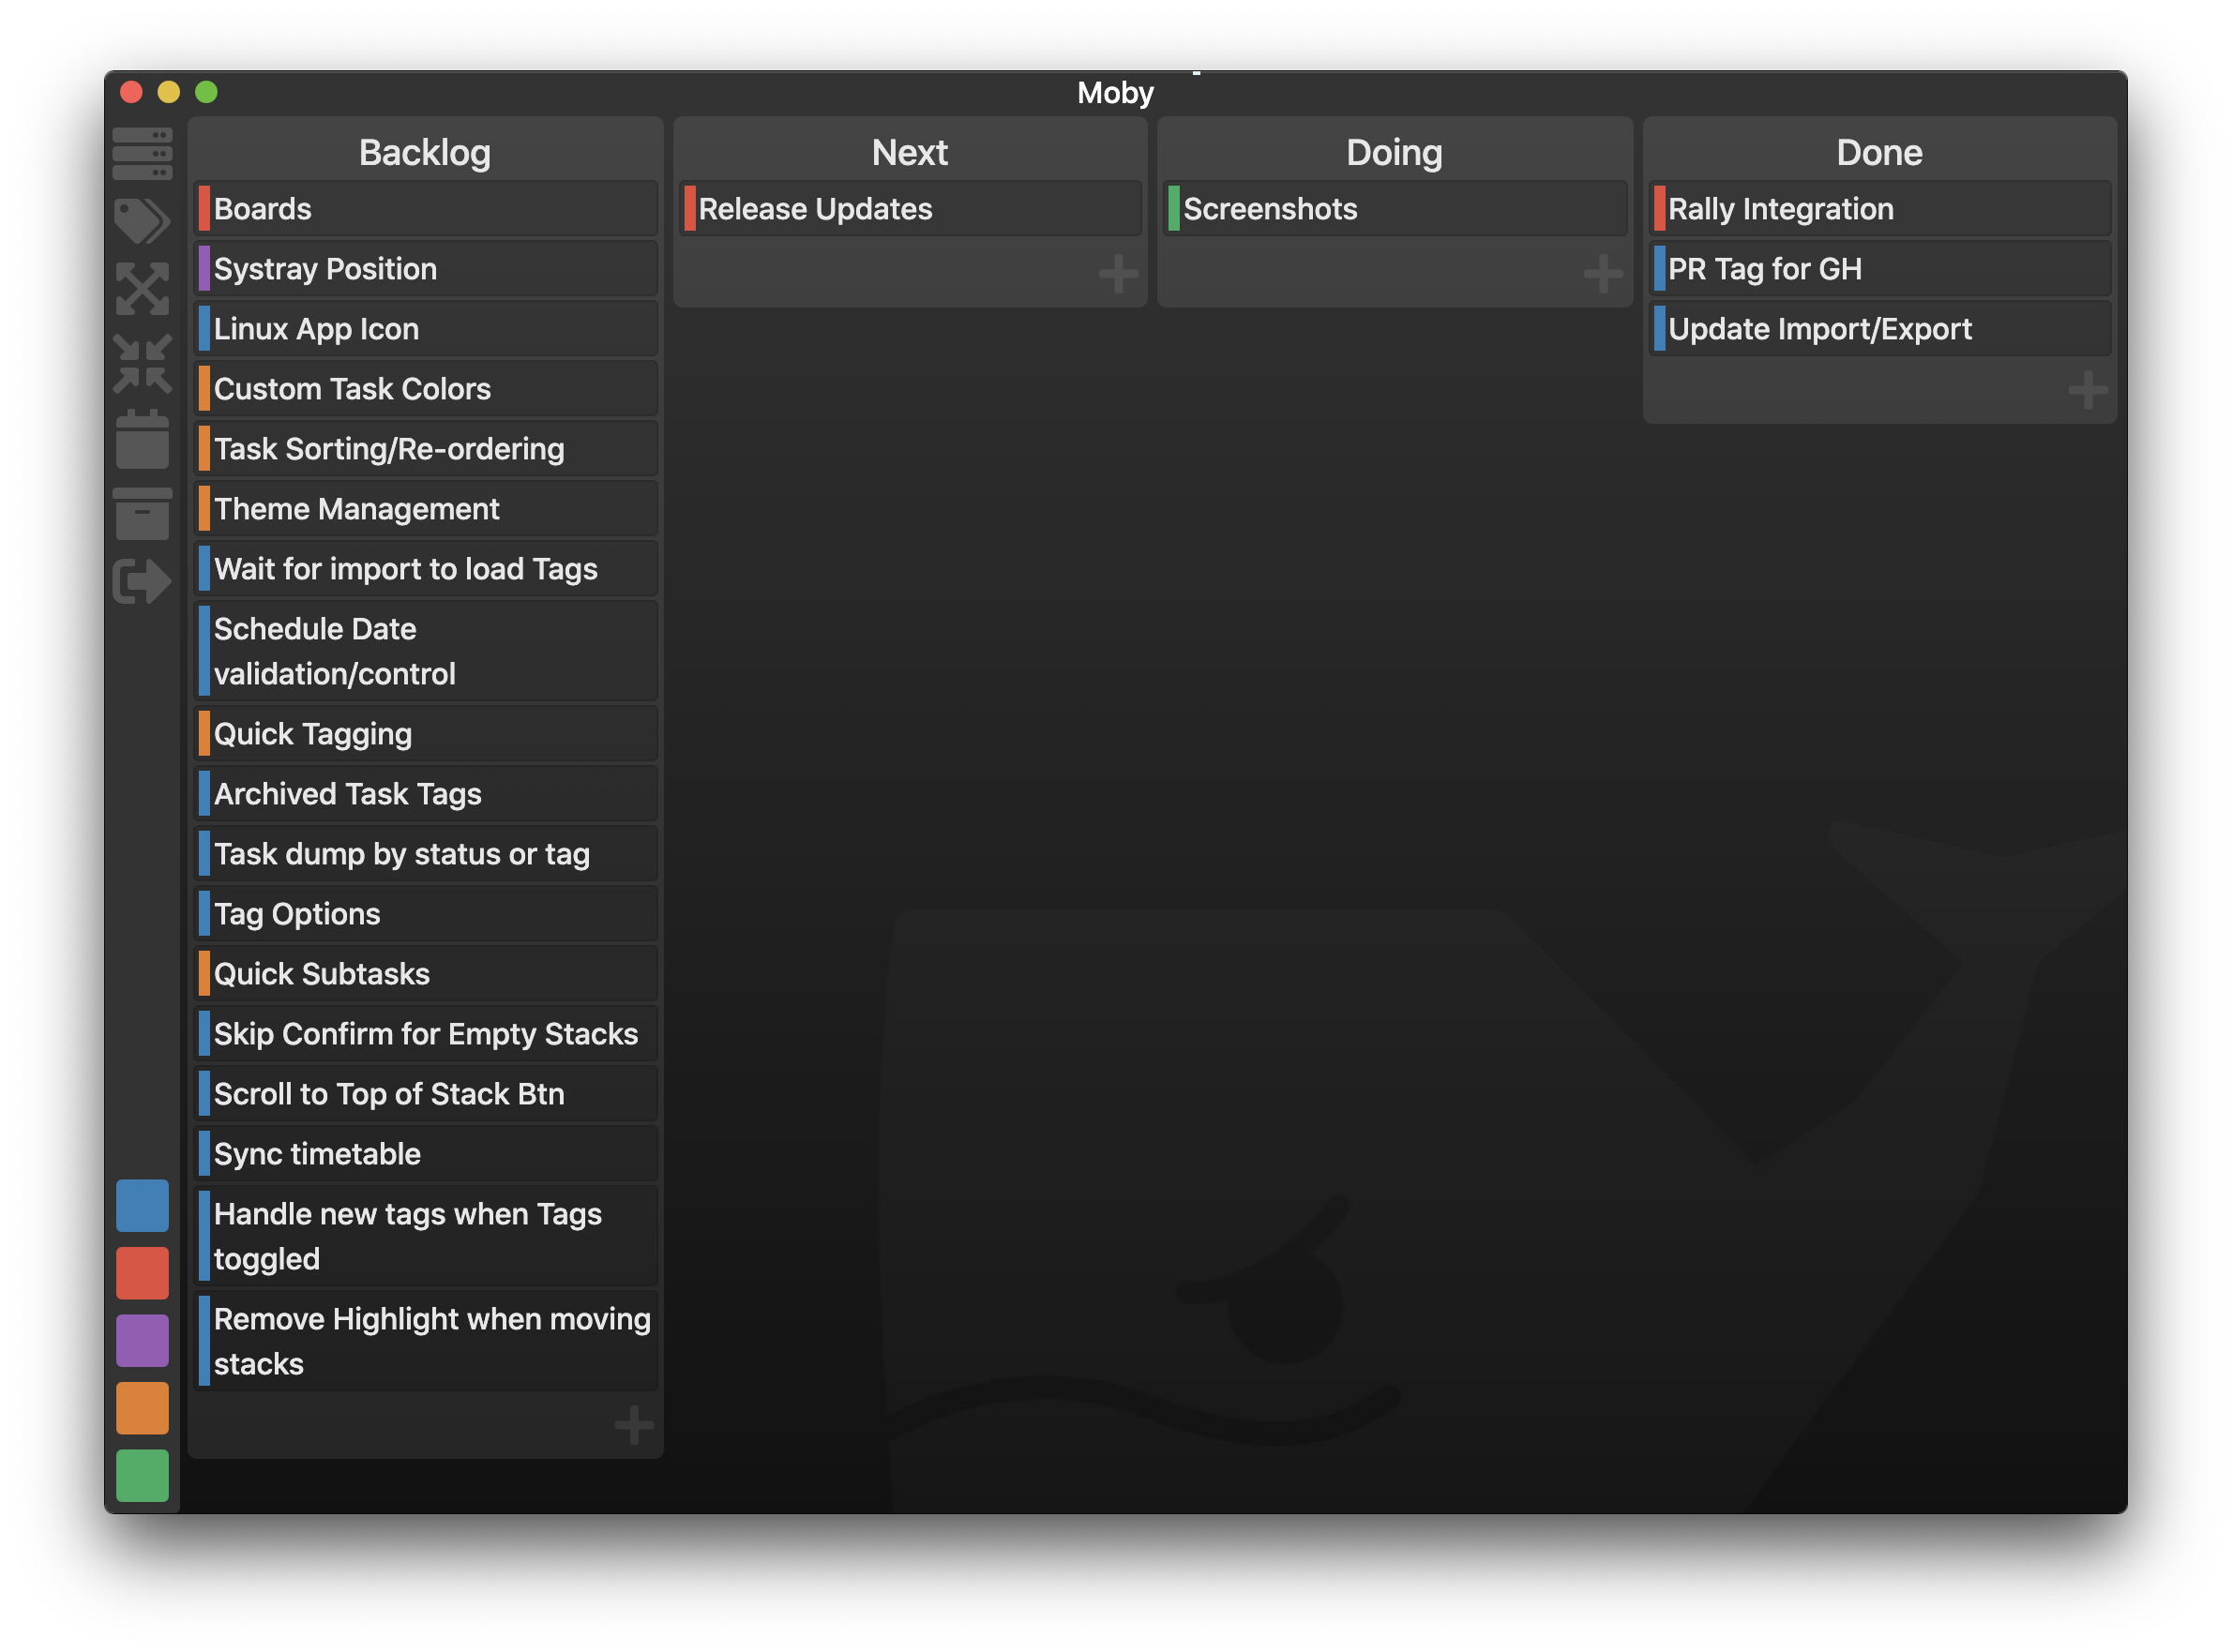 Moby
Backlog
Boards
Systray Position
Linux App Icon
Custom Task Colors
Task Sorting/Re-ordering
Theme Management
Wait for import to load Tags
Schedule Date
validation/control
Quick Tagging
Archived Task Tags
Task dump by status or tag
Tag Options
Quick Subtasks
Skip Confirm for Empty Stacks
Scroll to Top of Stack Btn
Sync timetable
Handle new tags when Tags
toggled
Remove Highlight when moving
stacks
Next
Release Updates
Doing
Screenshots
Done
Rally Integration
PR Tag for GH
Update Import/Export